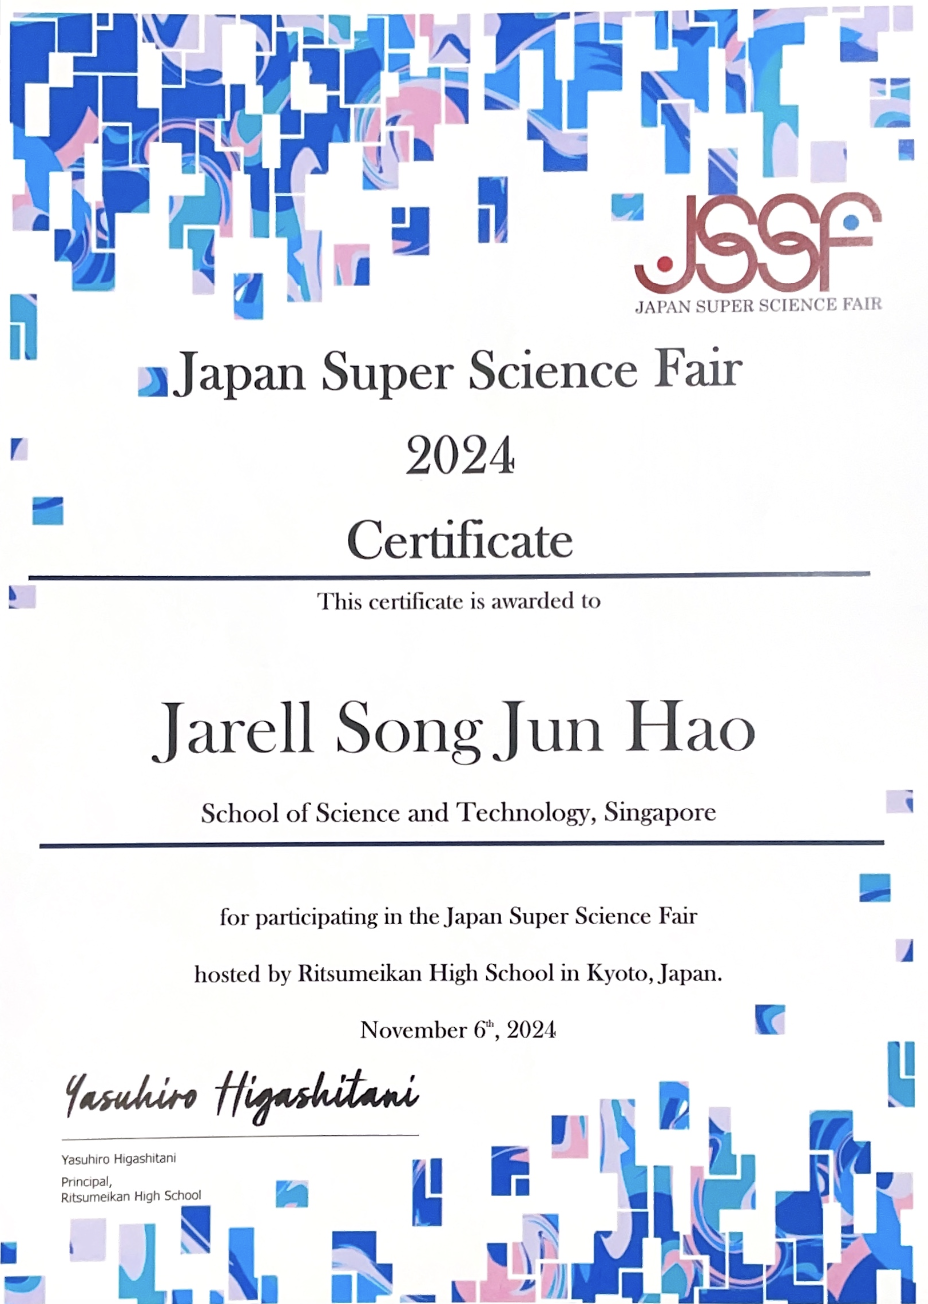 JSSF
JAPAN SUPER SCIENCE FAIR
Japan Super Science Fair
2024
Certificate
This certificate is awarded to
Jarell Song Jun Hao
School of Science and Technology, Singapore
for participating in the Japan Super Science Fair
hosted by Ritsumeikan High School in Kyoto, Japan.
November 6th, 2024
Yasuhiro Higashitani
Yasuhiro Higashitani
Principal,
Ritsumeikan High School